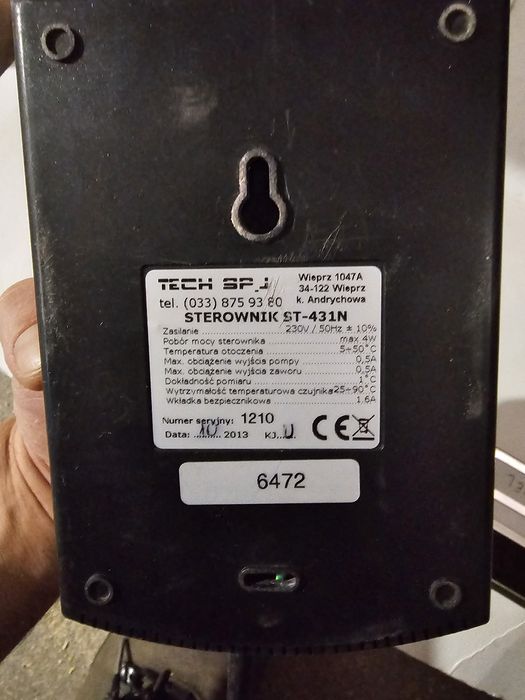 TECH SP.J
Wieprz 1047A
34-122 Wieprz
k. Andrychowa
tel. (033) 875 93 80
STEROWNIK ST-431N
Zasilanie ........ 230V / 50Hz ± 10%
Pobór mocy sterownika ........ max 4W
Temperatura otoczenia ........ 5÷50°C
Max. obciążenie wyjścia pompy ........ 0,5A
Max. obciążenie wyjścia zaworu ........ 0,5A
Dokładność pomiaru ........ 1°C
Wytrzymałość temperaturowa czujnika -25÷90°C
Wkładka bezpiecznikowa ........ 1,6A
Numer seryjny: 1210
Data: ... 10 ... 2013 KJ...
CE
6472